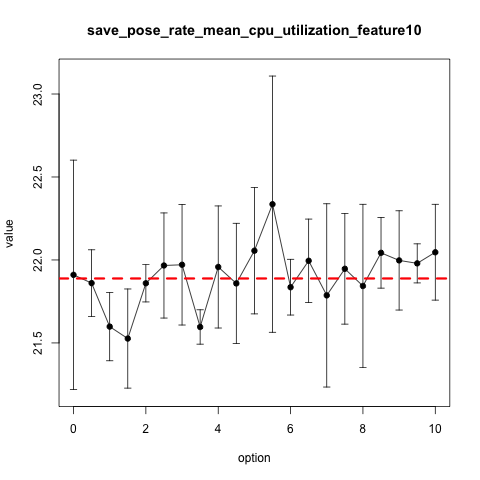 save_pose_rate_mean_cpu_utilization_feature10
value
23.0
22.5
22.0
21.5
0 2 4 6 8 10
option